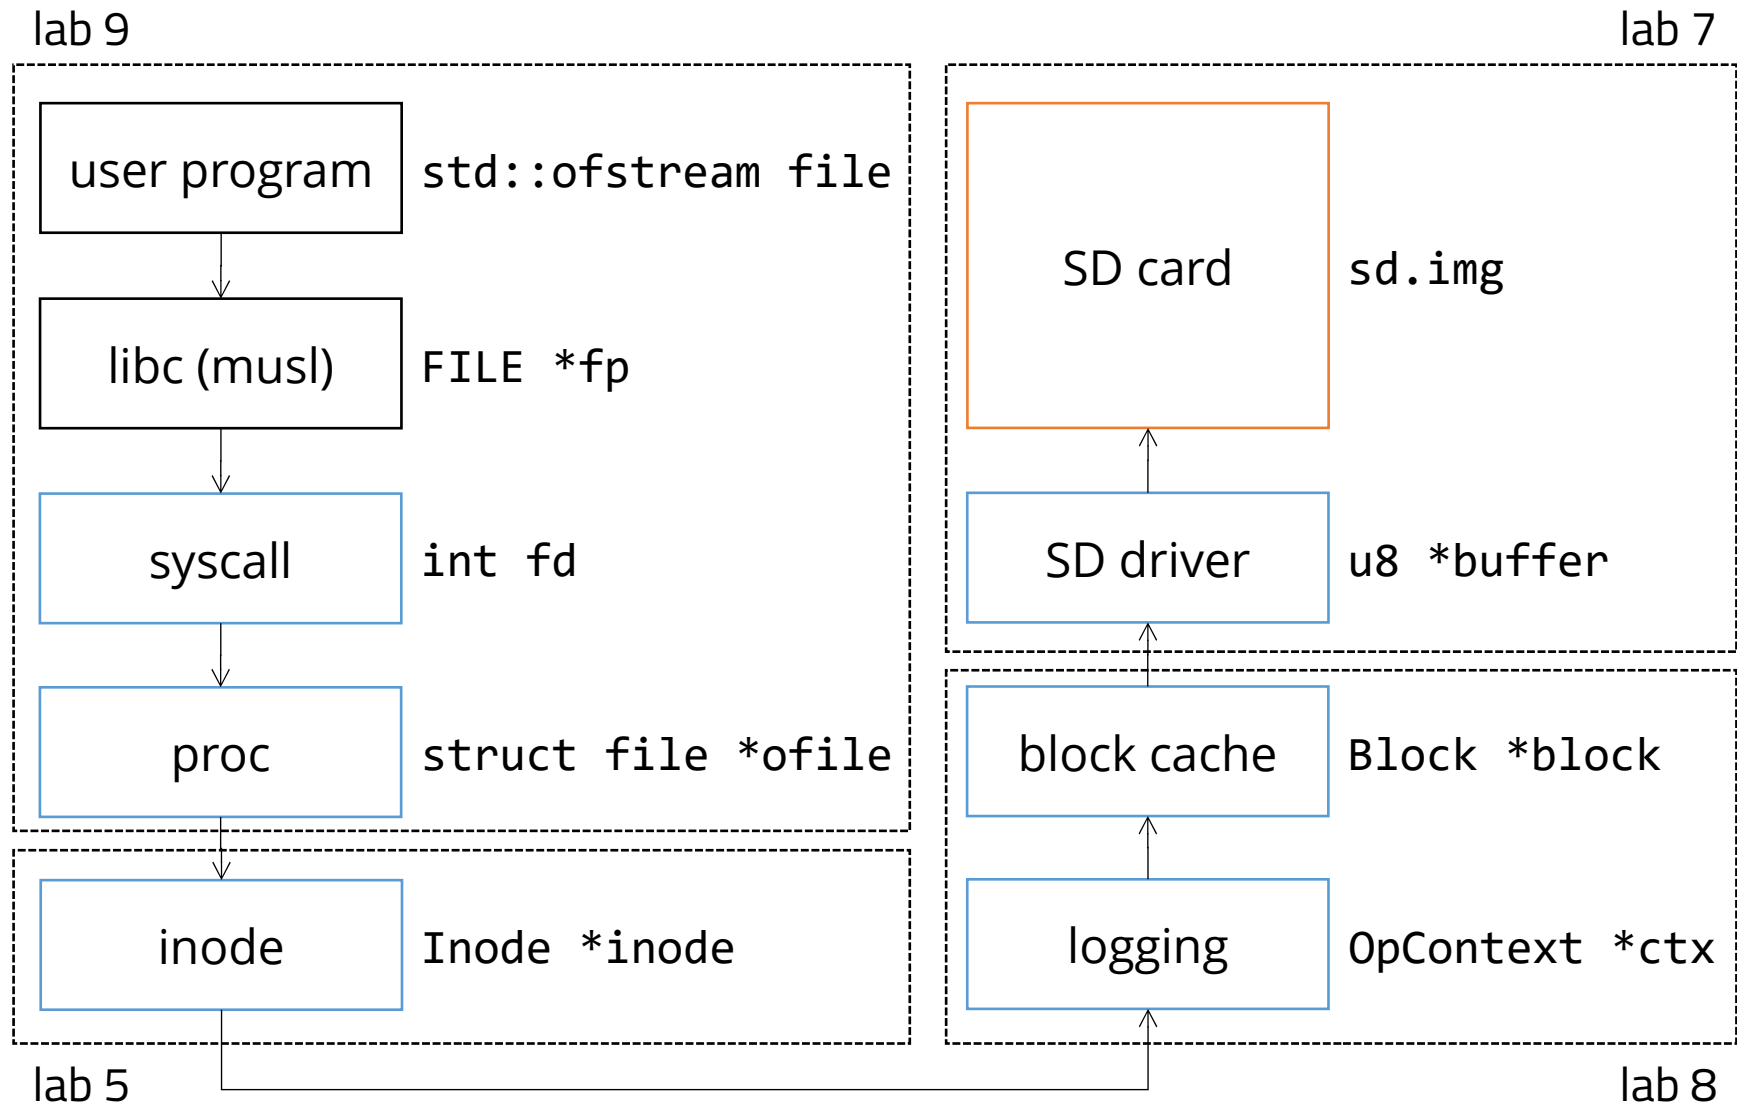 lab 9
user program
std::ofstream file
libc (musl)
FILE *fp
syscall
int fd
proc
struct file *ofile
inode
Inode *inode
lab 5
lab 7
SD card
sd.img
SD driver
u8 *buffer
block cache
Block *block
logging
OpContext *ctx
lab 8